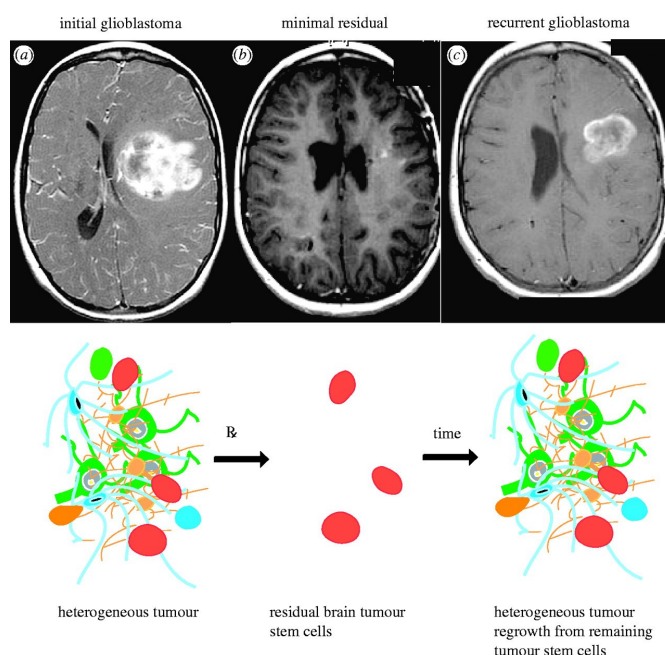 initial glioblastoma
minimal residual
recurrent glioblastoma
(a)
(b)
(c)
℞
time
heterogeneous tumour
residual brain tumour
stem cells
heterogeneous tumour
regrowth from remaining
tumour stem cells